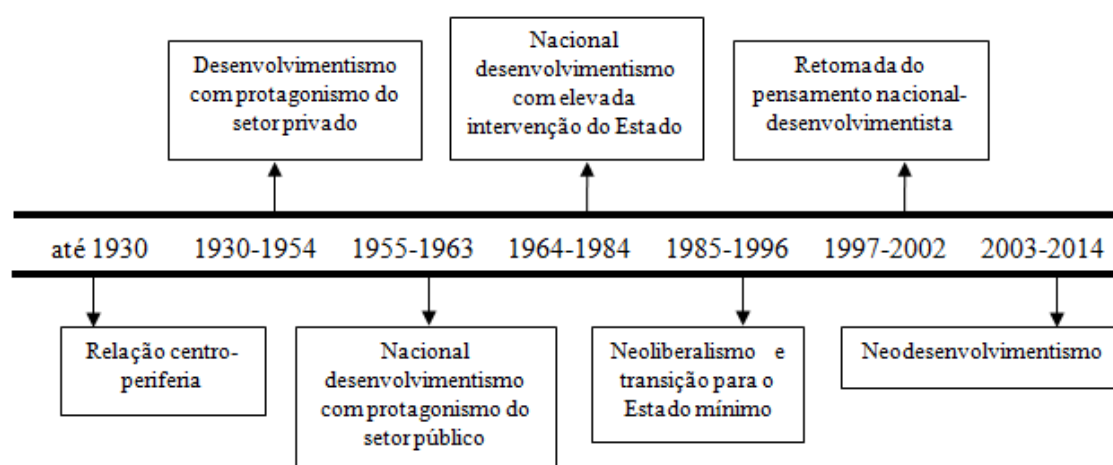 Desenvolvimentismo
com protagonismo do
setor privado
Nacional
desenvolvimentismo
com elevada
intervenção do Estado
Retomada do
pensamento nacional-
desenvolvimentista
até 1930 1930-1954 1955-1963 1964-1984 1985-1996 1997-2002 2003-2014
Relação centro-
periferia
Nacional
desenvolvimentismo
com protagonismo do
setor público
Neoliberalismo e
transição para o
Estado mínimo
Neodesenvolvimentismo